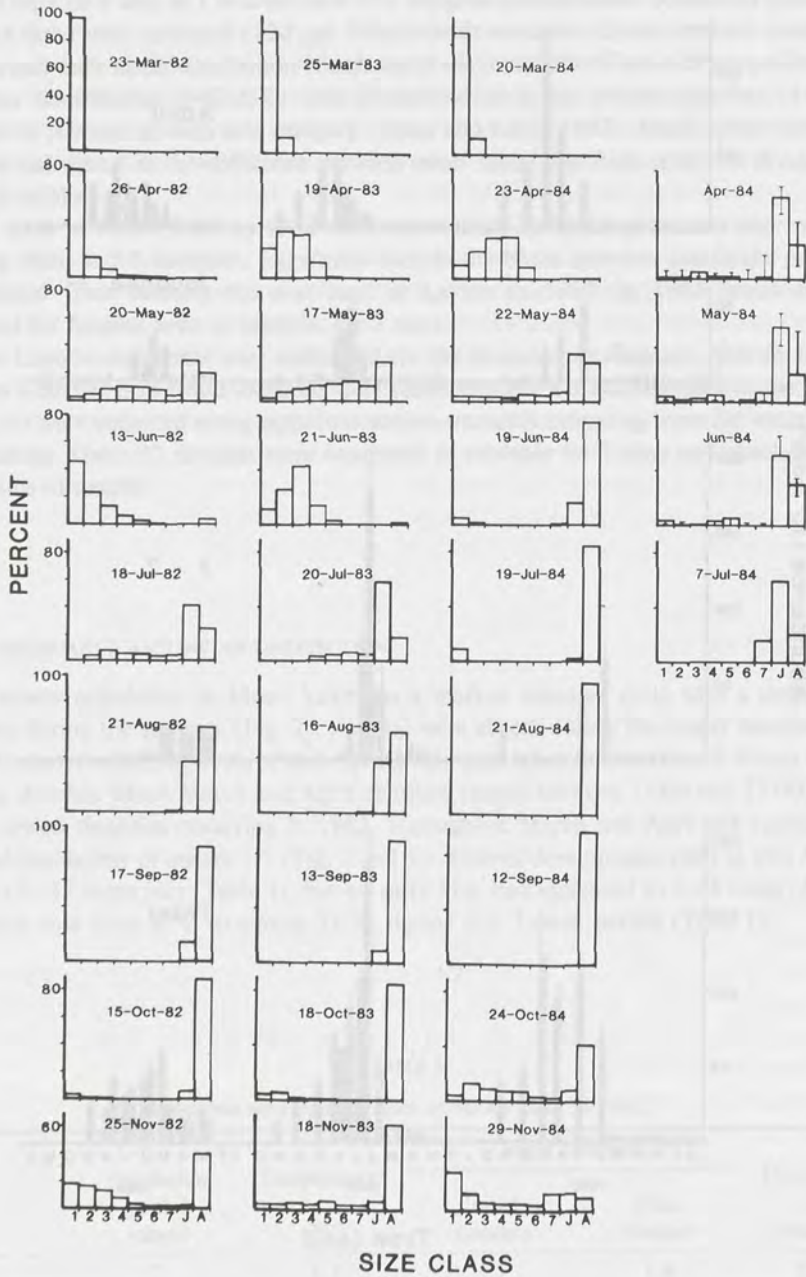 100
80
60
40
20
23-Mar-82 25-Mar-83 20-Mar-84
80
26-Apr-82 19-Apr-83 23-Apr-84 Apr-84
80
20-May-82 17-May-83 22-May-84 May-84
80
13-Jun-82 21-Jun-83 19-Jun-84 Jun-84
PERCENT
80
18-Jul-82 20-Jul-83 19-Jul-84 7-Jul-84
1 2 3 4 5 6 7 J A
100
21-Aug-82 16-Aug-83 21-Aug-84
100
17-Sep-82 13-Sep-83 12-Sep-84
80
15-Oct-82 18-Oct-83 24-Oct-84
60
25-Nov-82 18-Nov-83 29-Nov-84
1 2 3 4 5 6 7 J A 1 2 3 4 5 6 7 J A 1 2 3 4 5 6 7 J A
SIZE CLASS